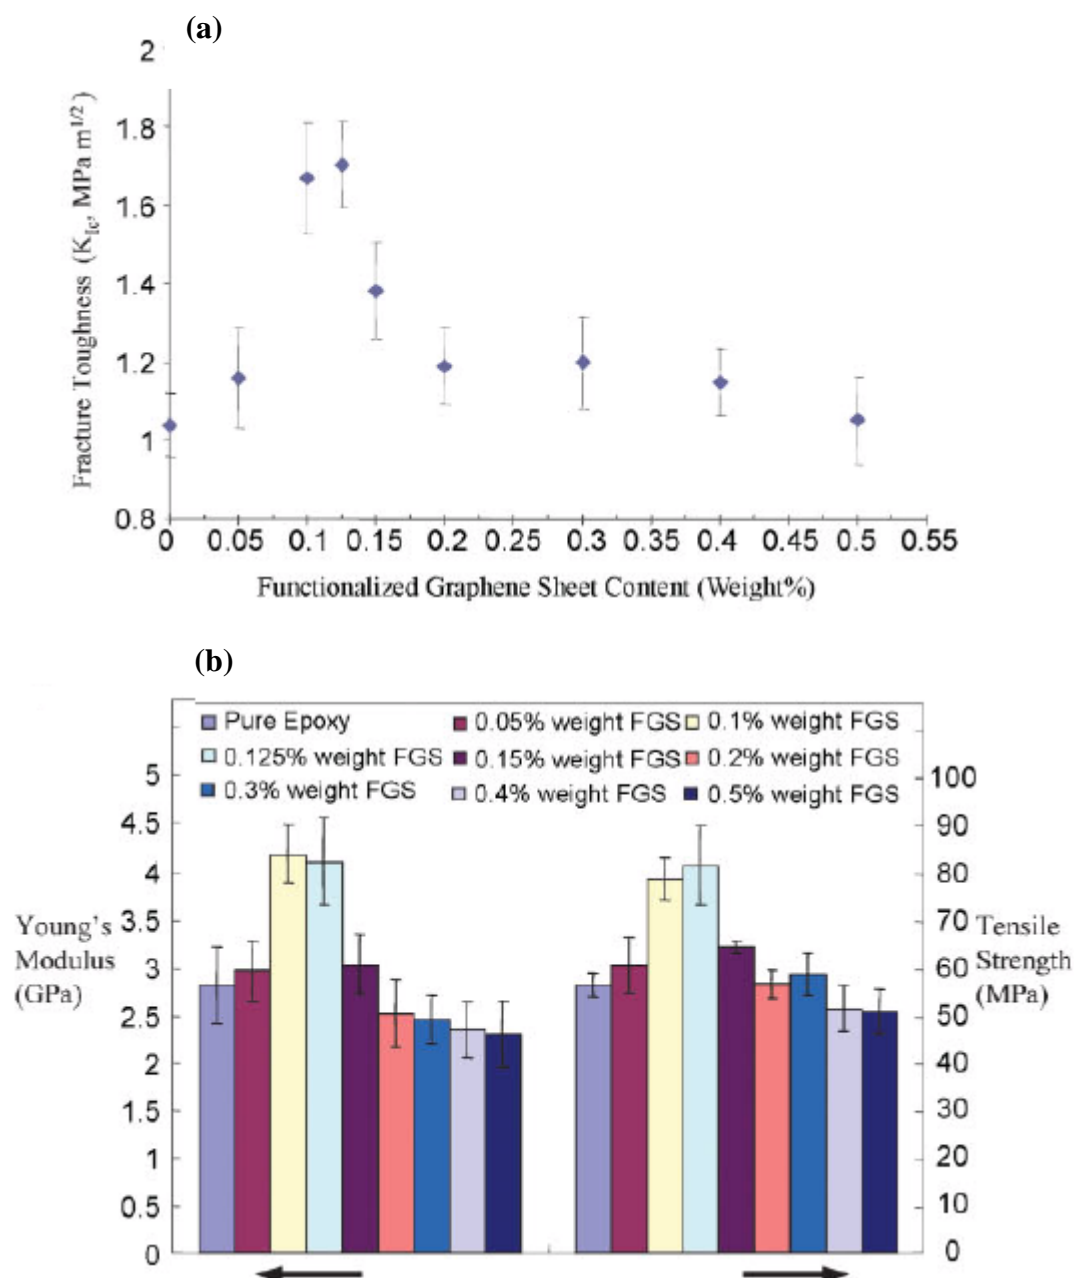 (a)
Fracture Toughness (K_Ic, MPa m^1/2)
2
1.8
1.6
1.4
1.2
1
0.8
0 0.05 0.1 0.15 0.2 0.25 0.3 0.35 0.4 0.45 0.5 0.55
Functionalized Graphene Sheet Content (Weight%)
(b)
Pure Epoxy 0.05% weight FGS 0.1% weight FGS
0.125% weight FGS 0.15% weight FGS 0.2% weight FGS
0.3% weight FGS 0.4% weight FGS 0.5% weight FGS
Young's
Modulus
(GPa)
5
4.5
4
3.5
3
2.5
2
1.5
1
0.5
0
100
90
80
70
60
50
40
30
20
10
0
Tensile
Strength
(MPa)